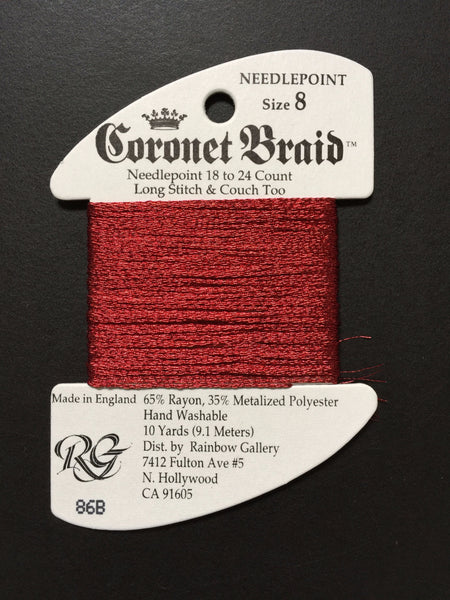 NEEDLEPOINT
Size 8
Coronet Braid™
Needlepoint 18 to 24 Count
Long Stitch & Couch Too
Made in England
65% Rayon, 35% Metalized Polyester
Hand Washable
10 Yards (9.1 Meters)
Dist. by Rainbow Gallery
7412 Fulton Ave #5
N. Hollywood
CA 91605
RG
86B